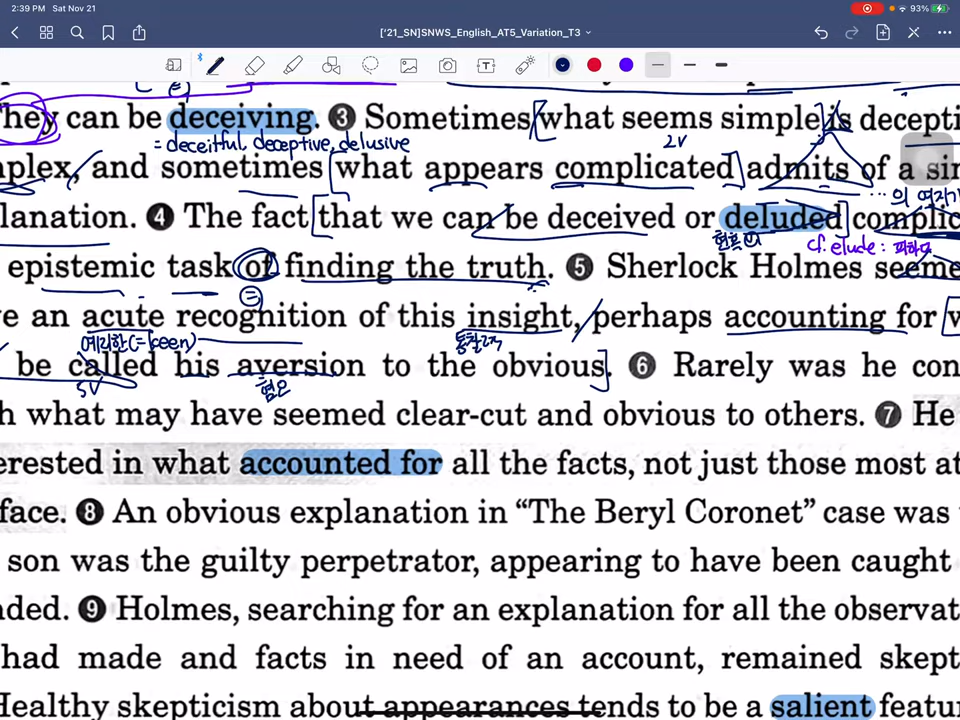 2:39 PM Sat Nov 21
93%
['21_SN]SNWS_English_AT5_Variation_T3
They can be deceiving. ❸ Sometimes [what seems simple] is decepti
= deceitful, deceptive, delusive
2V
mplex, and sometimes [what appears complicated] admits of a sim
...의 여지가
lanation. ❹ The fact [that we can be deceived or deluded] complic
현혹
cf. elude : 피하다
epistemic task of finding the truth. ❺ Sherlock Holmes seeme
=
e an acute recognition of this insight, perhaps accounting for w
예리한(=keen)
통찰력
be called his aversion to the obvious]. ❻ Rarely was he con
5V
혐오
h what may have seemed clear-cut and obvious to others. ❼ He
erested in what accounted for all the facts, not just those most at
face. ❽ An obvious explanation in “The Beryl Coronet” case was
son was the guilty perpetrator, appearing to have been caught
nded. ❾ Holmes, searching for an explanation for all the observat
had made and facts in need of an account, remained skept
Healthy skepticism about appearances tends to be a salient featu